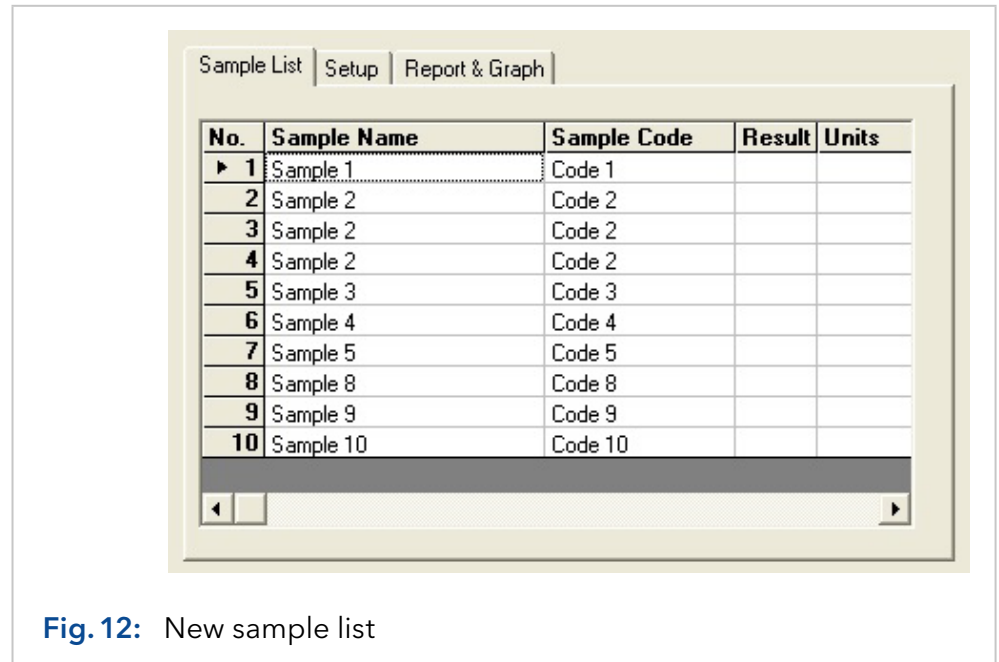 Sample List Setup Report & Graph
No. Sample Name Sample Code Result Units
1 Sample 1 Code 1
2 Sample 2 Code 2
3 Sample 2 Code 2
4 Sample 2 Code 2
5 Sample 3 Code 3
6 Sample 4 Code 4
7 Sample 5 Code 5
8 Sample 8 Code 8
9 Sample 9 Code 9
10 Sample 10 Code 10
Fig. 12: New sample list